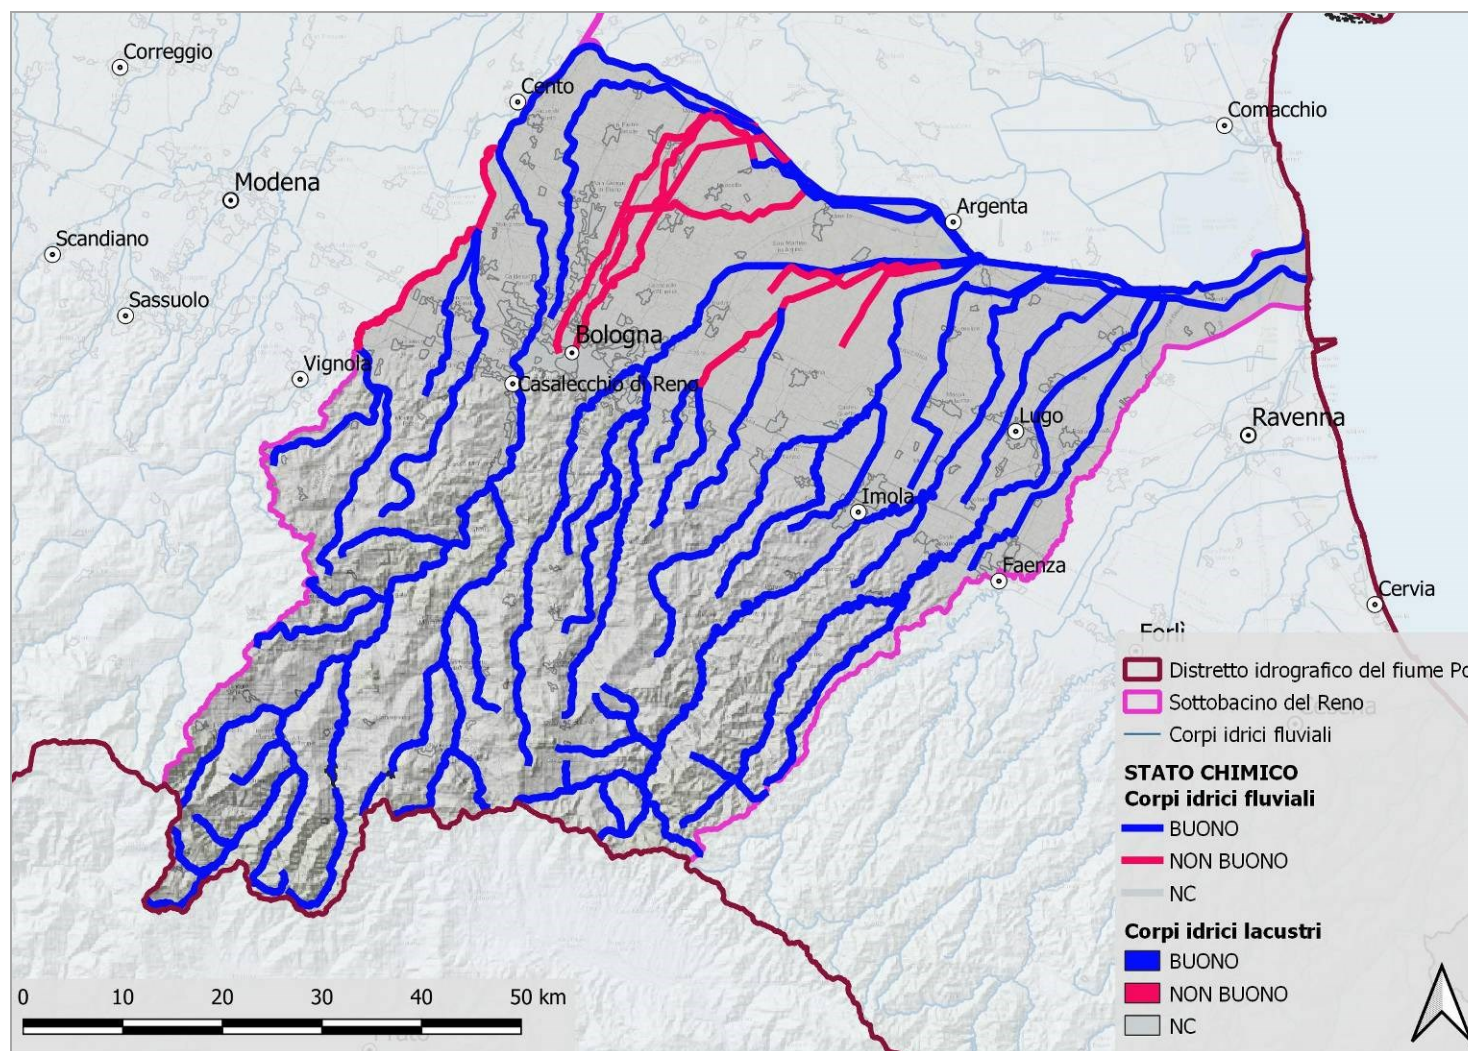 Correggio
Cento
Comacchio
Modena
Argenta
Scandiano
Sassuolo
Bologna
Vignola
Casalecchio di Reno
Lugo
Ravenna
Imola
Faenza
Cervia
Forlì
Distretto idrografico del fiume Po
Sottobacino del Reno
Corpi idrici fluviali
STATO CHIMICO
Corpi idrici fluviali
BUONO
NON BUONO
NC
Corpi idrici lacustri
BUONO
NON BUONO
NC
0 10 20 30 40 50 km